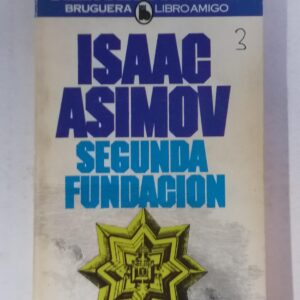 BRUGUERA LIBRO AMIGO
3
ISAAC
ASIMOV
SEGUNDA
FUNDACION